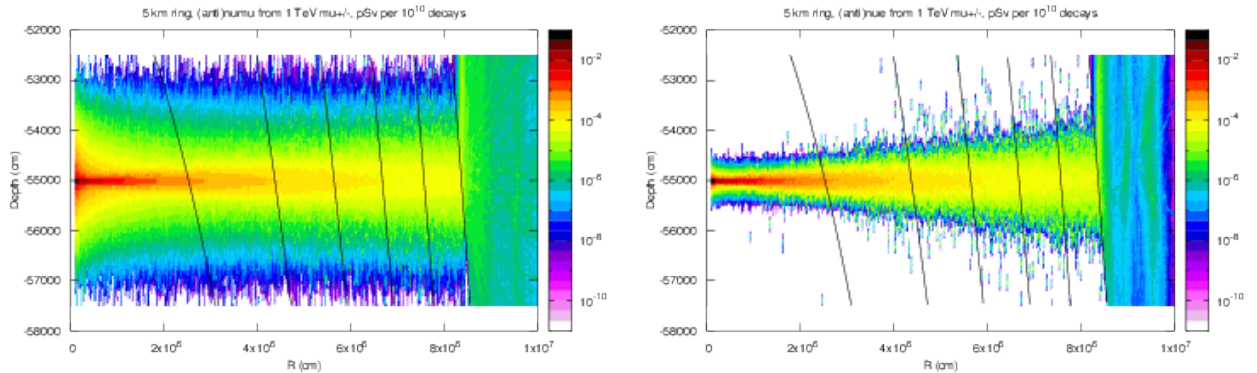 5 km ring, (anti)numu from 1 TeV mu+/-, pSv per 10^10 decays
-52000
-53000
-54000
-55000
-56000
-57000
-58000
Depth (cm)
0
2x10^6
4x10^6
6x10^6
8x10^6
1x10^7
R (cm)
10^-2
10^-4
10^-6
10^-8
10^-10
5 km ring, (anti)nue from 1 TeV mu+/-, pSv per 10^10 decays
-52000
-53000
-54000
-55000
-56000
-57000
-58000
Depth (cm)
0
2x10^6
4x10^6
6x10^6
8x10^6
1x10^7
R (cm)
10^-2
10^-4
10^-6
10^-8
10^-10